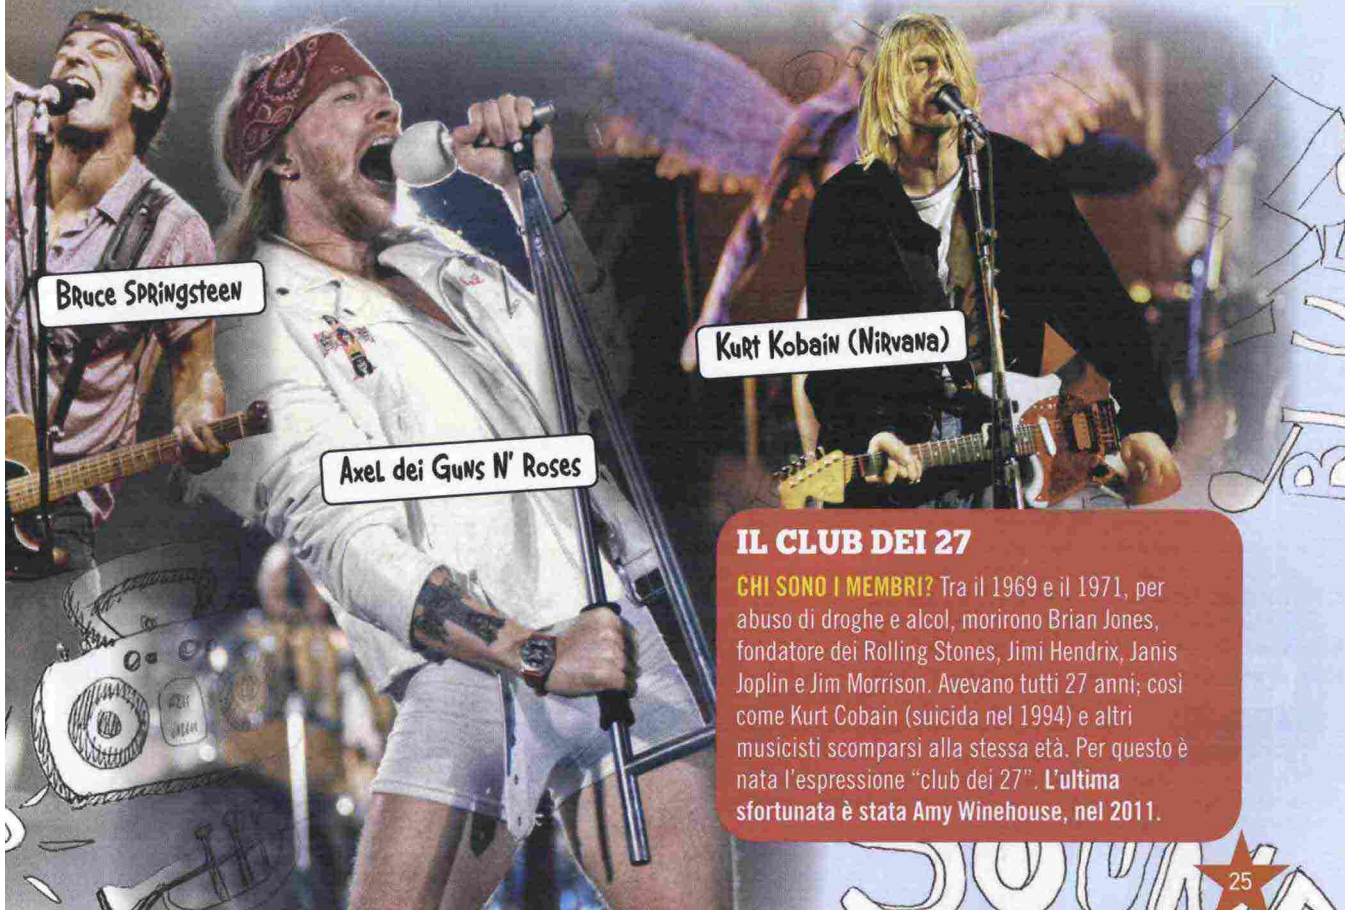 Bruce Springsteen
Axel dei Guns N' Roses
Kurt Kobain (Nirvana)
BLUES
IL CLUB DEI 27
CHI SONO I MEMBRI? Tra il 1969 e il 1971, per
abuso di droghe e alcol, morirono Brian Jones,
fondatore dei Rolling Stones, Jimi Hendrix, Janis
Joplin e Jim Morrison. Avevano tutti 27 anni; così
come Kurt Cobain (suicida nel 1994) e altri
musicisti scomparsi alla stessa età. Per questo è
nata l'espressione “club dei 27”. L'ultima
sfortunata è stata Amy Winehouse, nel 2011.
25